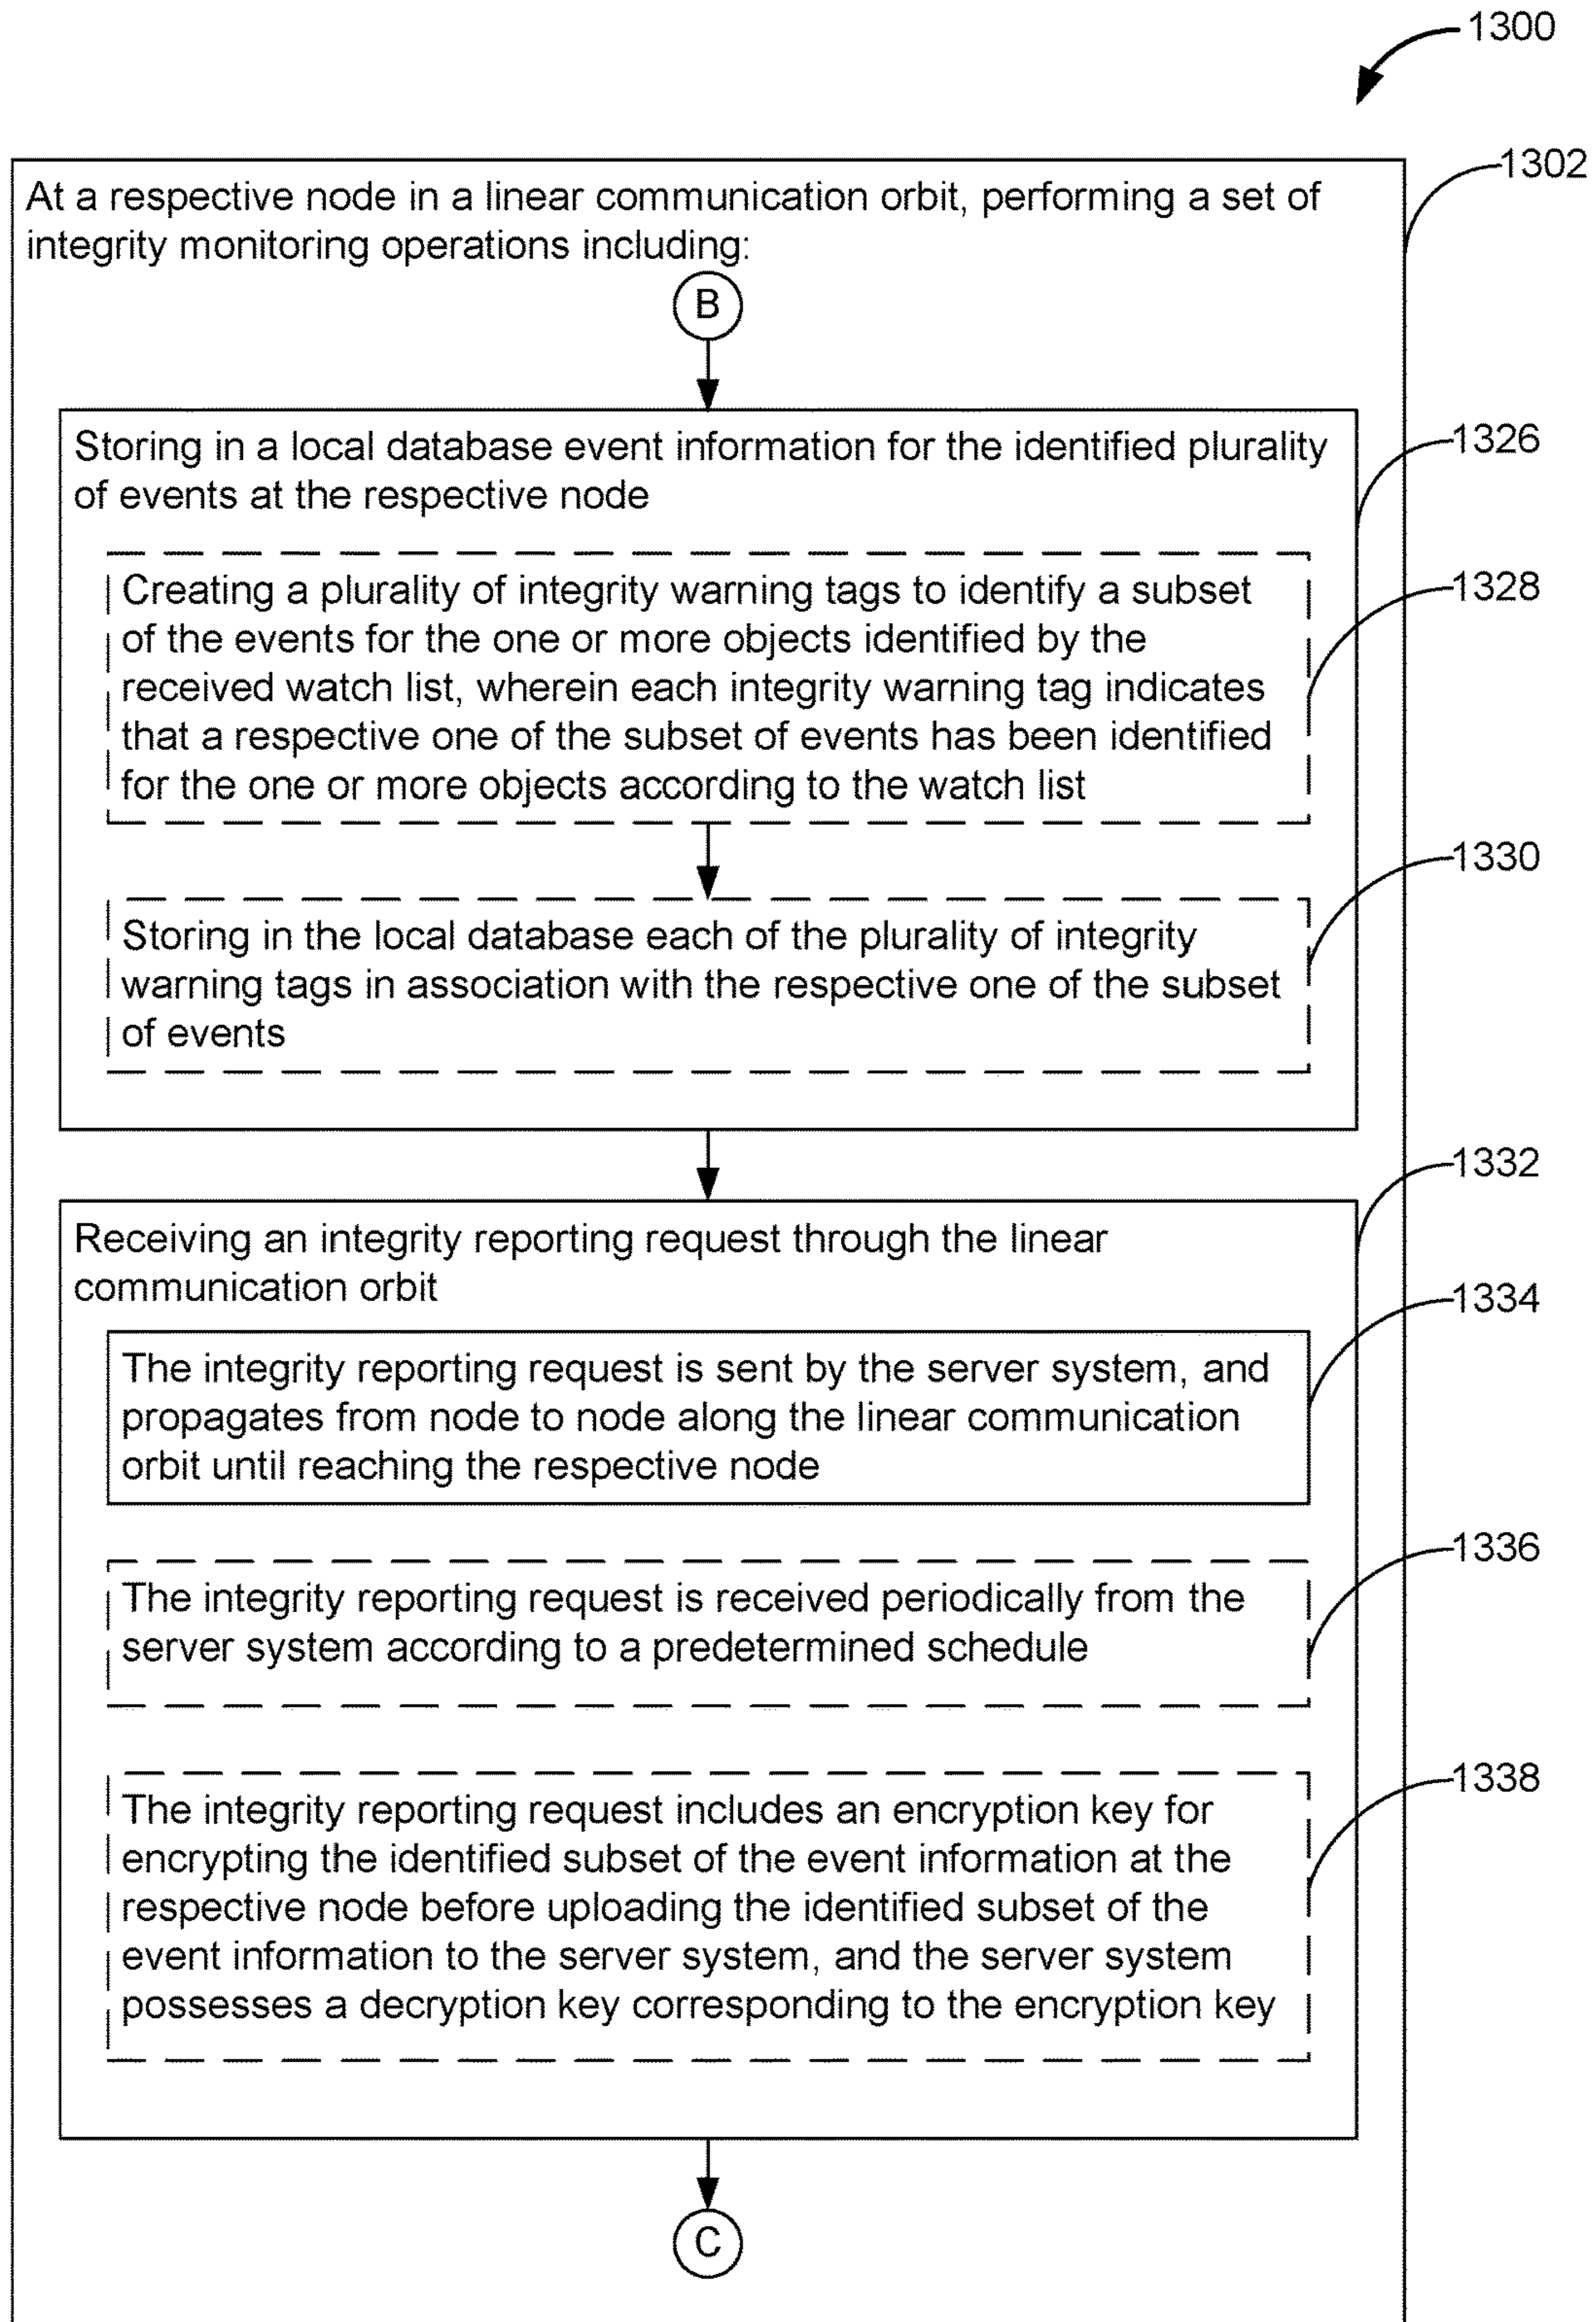 1300
1302
At a respective node in a linear communication orbit, performing a set of
integrity monitoring operations including:
B
1326
Storing in a local database event information for the identified plurality
of events at the respective node
1328
Creating a plurality of integrity warning tags to identify a subset
of the events for the one or more objects identified by the
received watch list, wherein each integrity warning tag indicates
that a respective one of the subset of events has been identified
for the one or more objects according to the watch list
1330
Storing in the local database each of the plurality of integrity
warning tags in association with the respective one of the subset
of events
1332
Receiving an integrity reporting request through the linear
communication orbit
1334
The integrity reporting request is sent by the server system, and
propagates from node to node along the linear communication
orbit until reaching the respective node
1336
The integrity reporting request is received periodically from the
server system according to a predetermined schedule
1338
The integrity reporting request includes an encryption key for
encrypting the identified subset of the event information at the
respective node before uploading the identified subset of the
event information to the server system, and the server system
possesses a decryption key corresponding to the encryption key
C